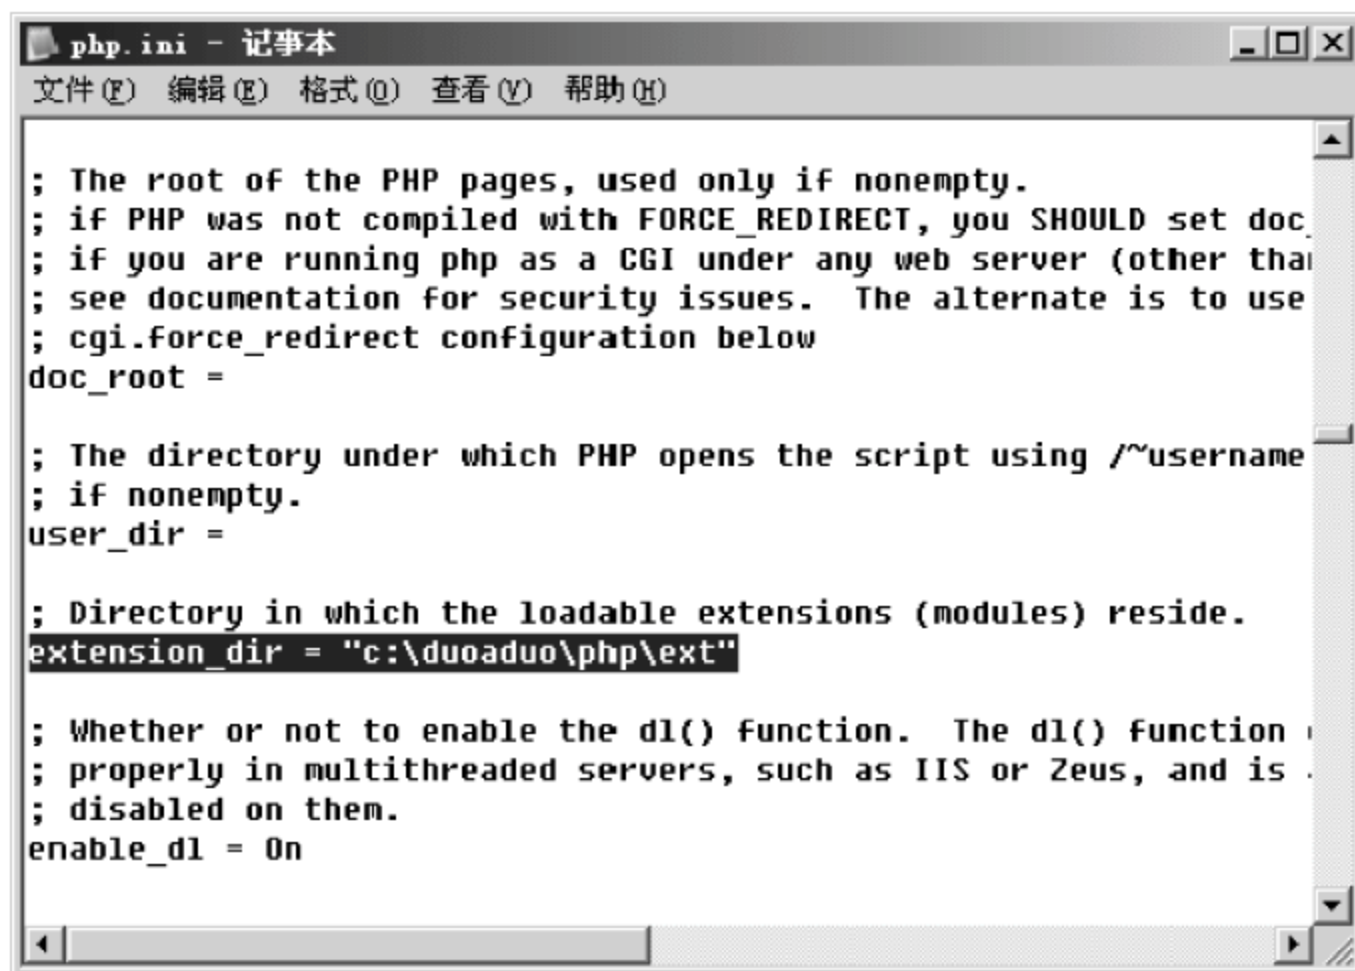 php.ini - 记事本
文件(F) 编辑(E) 格式(O) 查看(V) 帮助(H)
; The root of the PHP pages, used only if nonempty.
; if PHP was not compiled with FORCE_REDIRECT, you SHOULD set doc_
; if you are running php as a CGI under any web server (other than
; see documentation for security issues.  The alternate is to use
; cgi.force_redirect configuration below
doc_root =
; The directory under which PHP opens the script using /~username
; if nonempty.
user_dir =
; Directory in which the loadable extensions (modules) reside.
extension_dir = "c:\duoaduo\php\ext"
; Whether or not to enable the dl() function.  The dl() function
; properly in multithreaded servers, such as IIS or Zeus, and is
; disabled on them.
enable_dl = On